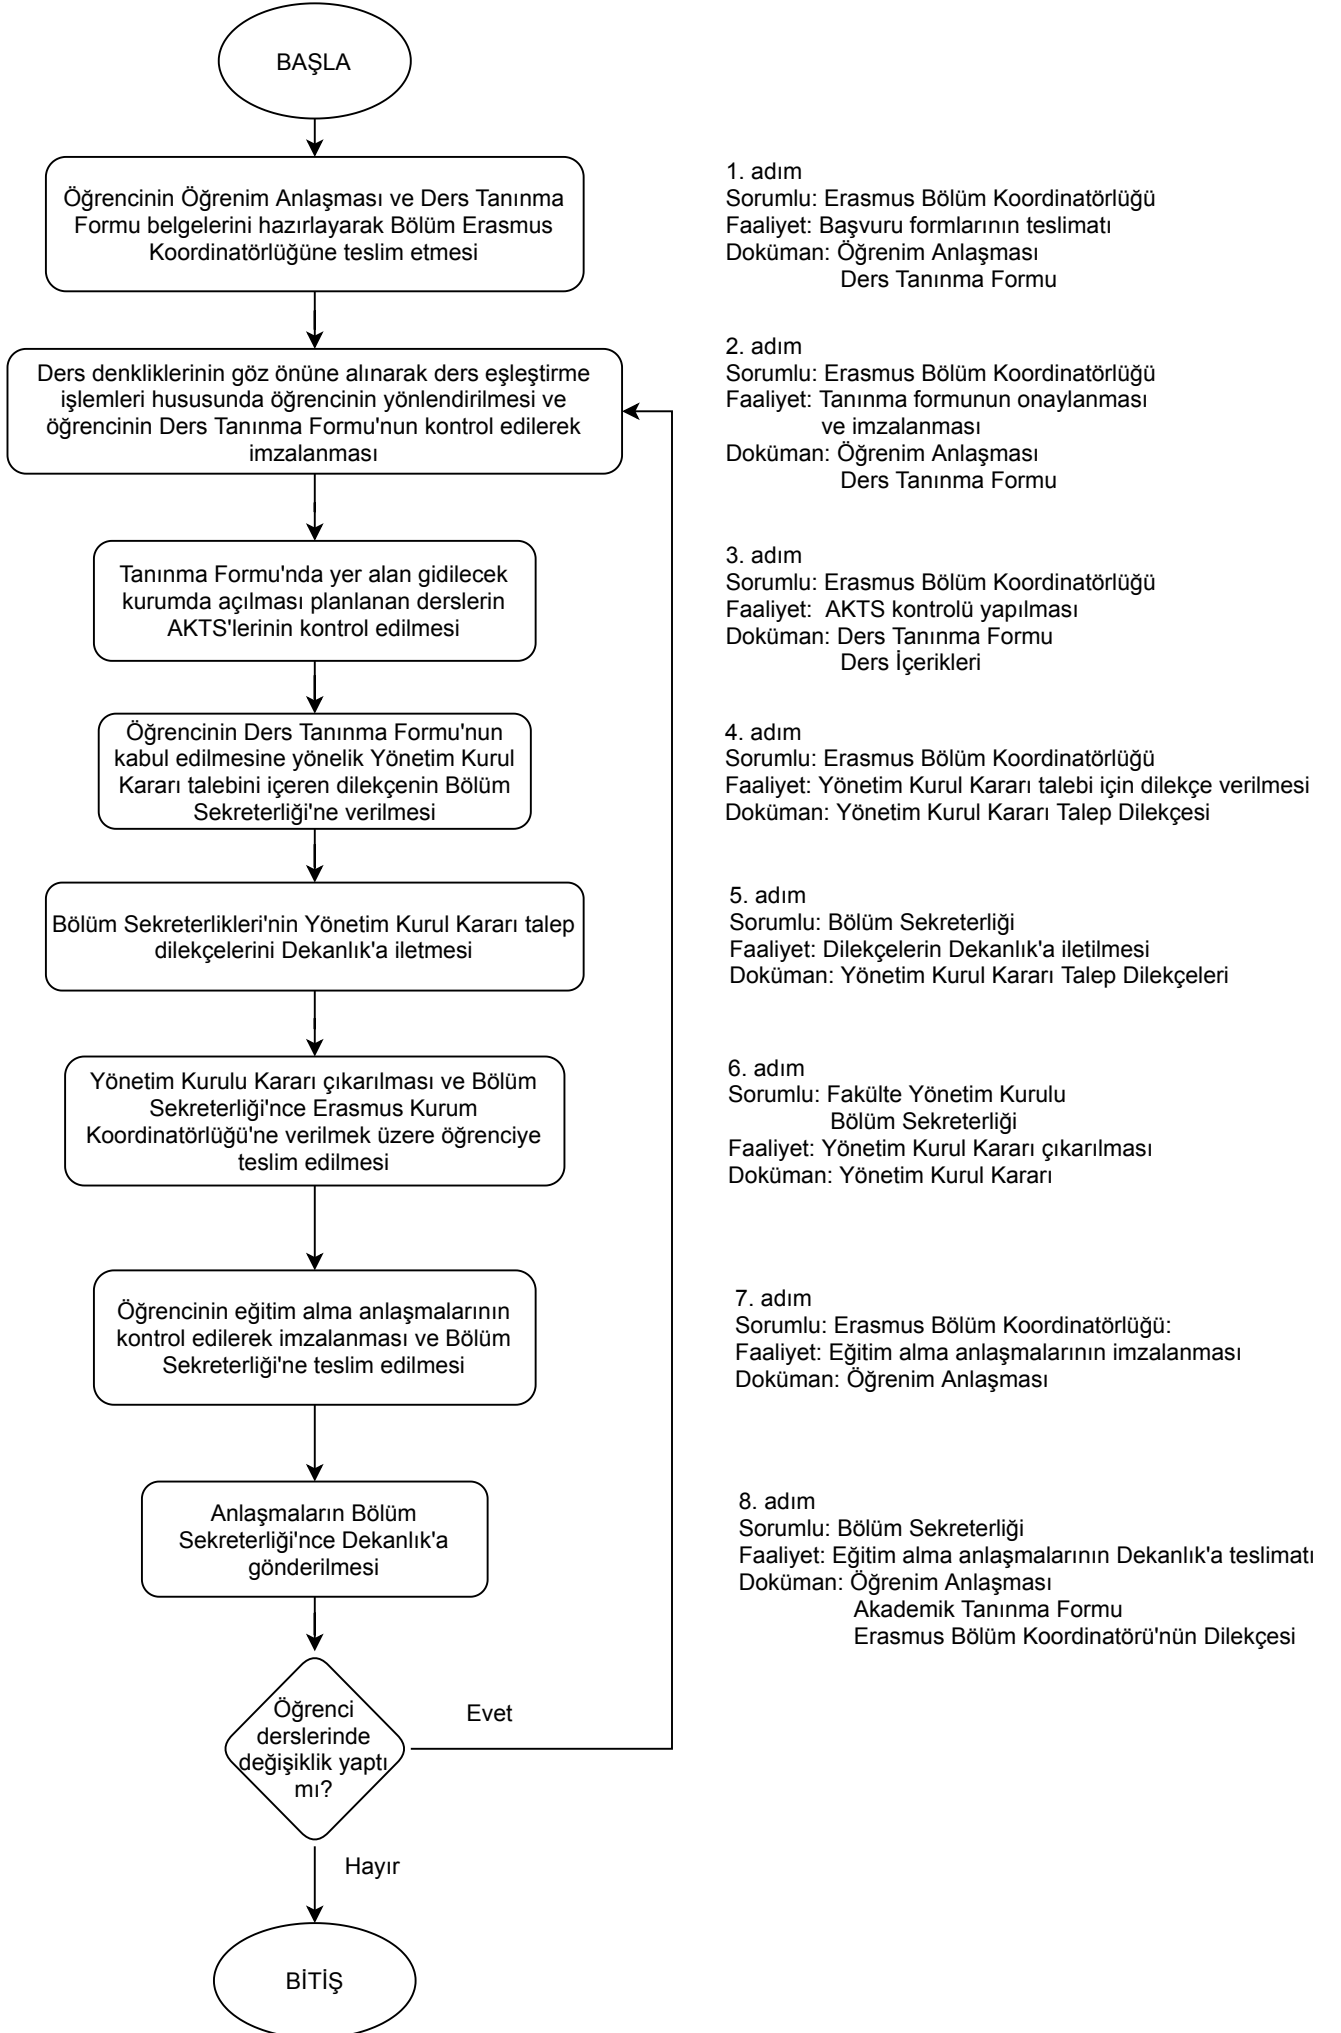 BAŞLA
Öğrencinin Öğrenim Anlaşması ve Ders Tanınma
Formu belgelerini hazırlayarak Bölüm Erasmus
Koordinatörlüğüne teslim etmesi
1. adım
Sorumlu: Erasmus Bölüm Koordinatörlüğü
Faaliyet: Başvuru formlarının teslimatı
Doküman: Öğrenim Anlaşması
Ders Tanınma Formu
Ders denkliklerinin göz önüne alınarak ders eşleştirme
işlemleri hususunda öğrencinin yönlendirilmesi ve
öğrencinin Ders Tanınma Formu'nun kontrol edilerek
imzalanması
2. adım
Sorumlu: Erasmus Bölüm Koordinatörlüğü
Faaliyet: Tanınma formunun onaylanması
ve imzalanması
Doküman: Öğrenim Anlaşması
Ders Tanınma Formu
Tanınma Formu'nda yer alan gidilecek
kurumda açılması planlanan derslerin
AKTS'lerinin kontrol edilmesi
3. adım
Sorumlu: Erasmus Bölüm Koordinatörlüğü
Faaliyet:  AKTS kontrolü yapılması
Doküman: Ders Tanınma Formu
Ders İçerikleri
Öğrencinin Ders Tanınma Formu'nun
kabul edilmesine yönelik Yönetim Kurul
Kararı talebini içeren dilekçenin Bölüm
Sekreterliği'ne verilmesi
4. adım
Sorumlu: Erasmus Bölüm Koordinatörlüğü
Faaliyet: Yönetim Kurul Kararı talebi için dilekçe verilmesi
Doküman: Yönetim Kurul Kararı Talep Dilekçesi
Bölüm Sekreterlikleri'nin Yönetim Kurul Kararı talep
dilekçelerini Dekanlık'a iletmesi
5. adım
Sorumlu: Bölüm Sekreterliği
Faaliyet: Dilekçelerin Dekanlık'a iletilmesi
Doküman: Yönetim Kurul Kararı Talep Dilekçeleri
Yönetim Kurulu Kararı çıkarılması ve Bölüm
Sekreterliği'nce Erasmus Kurum
Koordinatörlüğü'ne verilmek üzere öğrenciye
teslim edilmesi
6. adım
Sorumlu: Fakülte Yönetim Kurulu
Bölüm Sekreterliği
Faaliyet: Yönetim Kurul Kararı çıkarılması
Doküman: Yönetim Kurul Kararı
Öğrencinin eğitim alma anlaşmalarının
kontrol edilerek imzalanması ve Bölüm
Sekreterliği'ne teslim edilmesi
7. adım
Sorumlu: Erasmus Bölüm Koordinatörlüğü:
Faaliyet: Eğitim alma anlaşmalarının imzalanması
Doküman: Öğrenim Anlaşması
Anlaşmaların Bölüm
Sekreterliği'nce Dekanlık'a
gönderilmesi
8. adım
Sorumlu: Bölüm Sekreterliği
Faaliyet: Eğitim alma anlaşmalarının Dekanlık'a teslimatı
Doküman: Öğrenim Anlaşması
Akademik Tanınma Formu
Erasmus Bölüm Koordinatörü'nün Dilekçesi
Öğrenci
derslerinde
değişiklik yaptı
mı?
Evet
Hayır
BİTİŞ